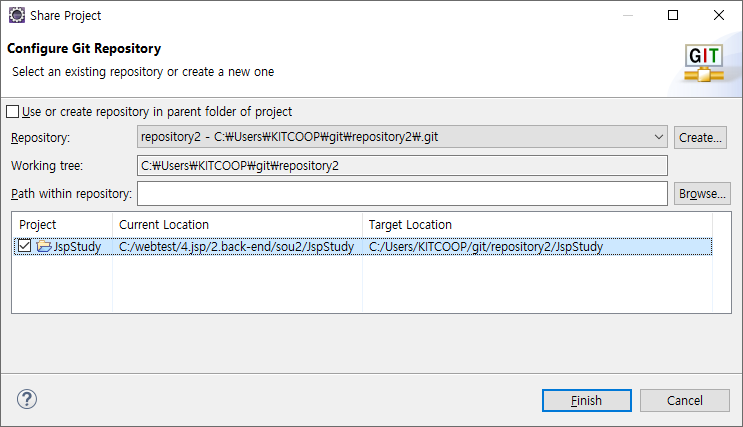 Share Project
Configure Git Repository
Select an existing repository or create a new one
GIT
Use or create repository in parent folder of project
Repository: repository2 - C:₩Users₩KITCOOP₩git₩repository2₩.git Create...
Working tree: C:₩Users₩KITCOOP₩git₩repository2
Path within repository: Browse...
Project Current Location Target Location
JspStudy C:/webtest/4.jsp/2.back-end/sou2/JspStudy C:/Users/KITCOOP/git/repository2/JspStudy
? Finish Cancel